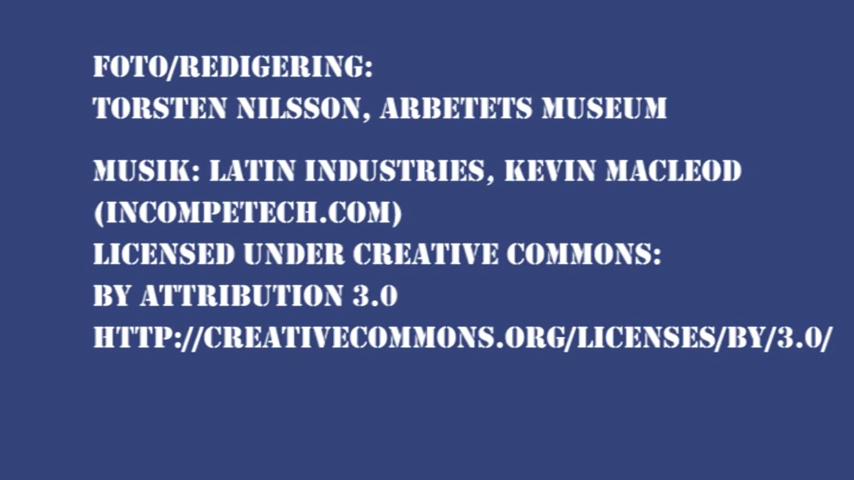 FOTO/REDIGERING:
TORSTEN NILSSON, ARBETETS MUSEUM
MUSIK: LATIN INDUSTRIES, KEVIN MACLEOD
(INCOMPETECH.COM)
LICENSED UNDER CREATIVE COMMONS:
BY ATTRIBUTION 3.0
HTTP://CREATIVECOMMONS.ORG/LICENSES/BY/3.0/